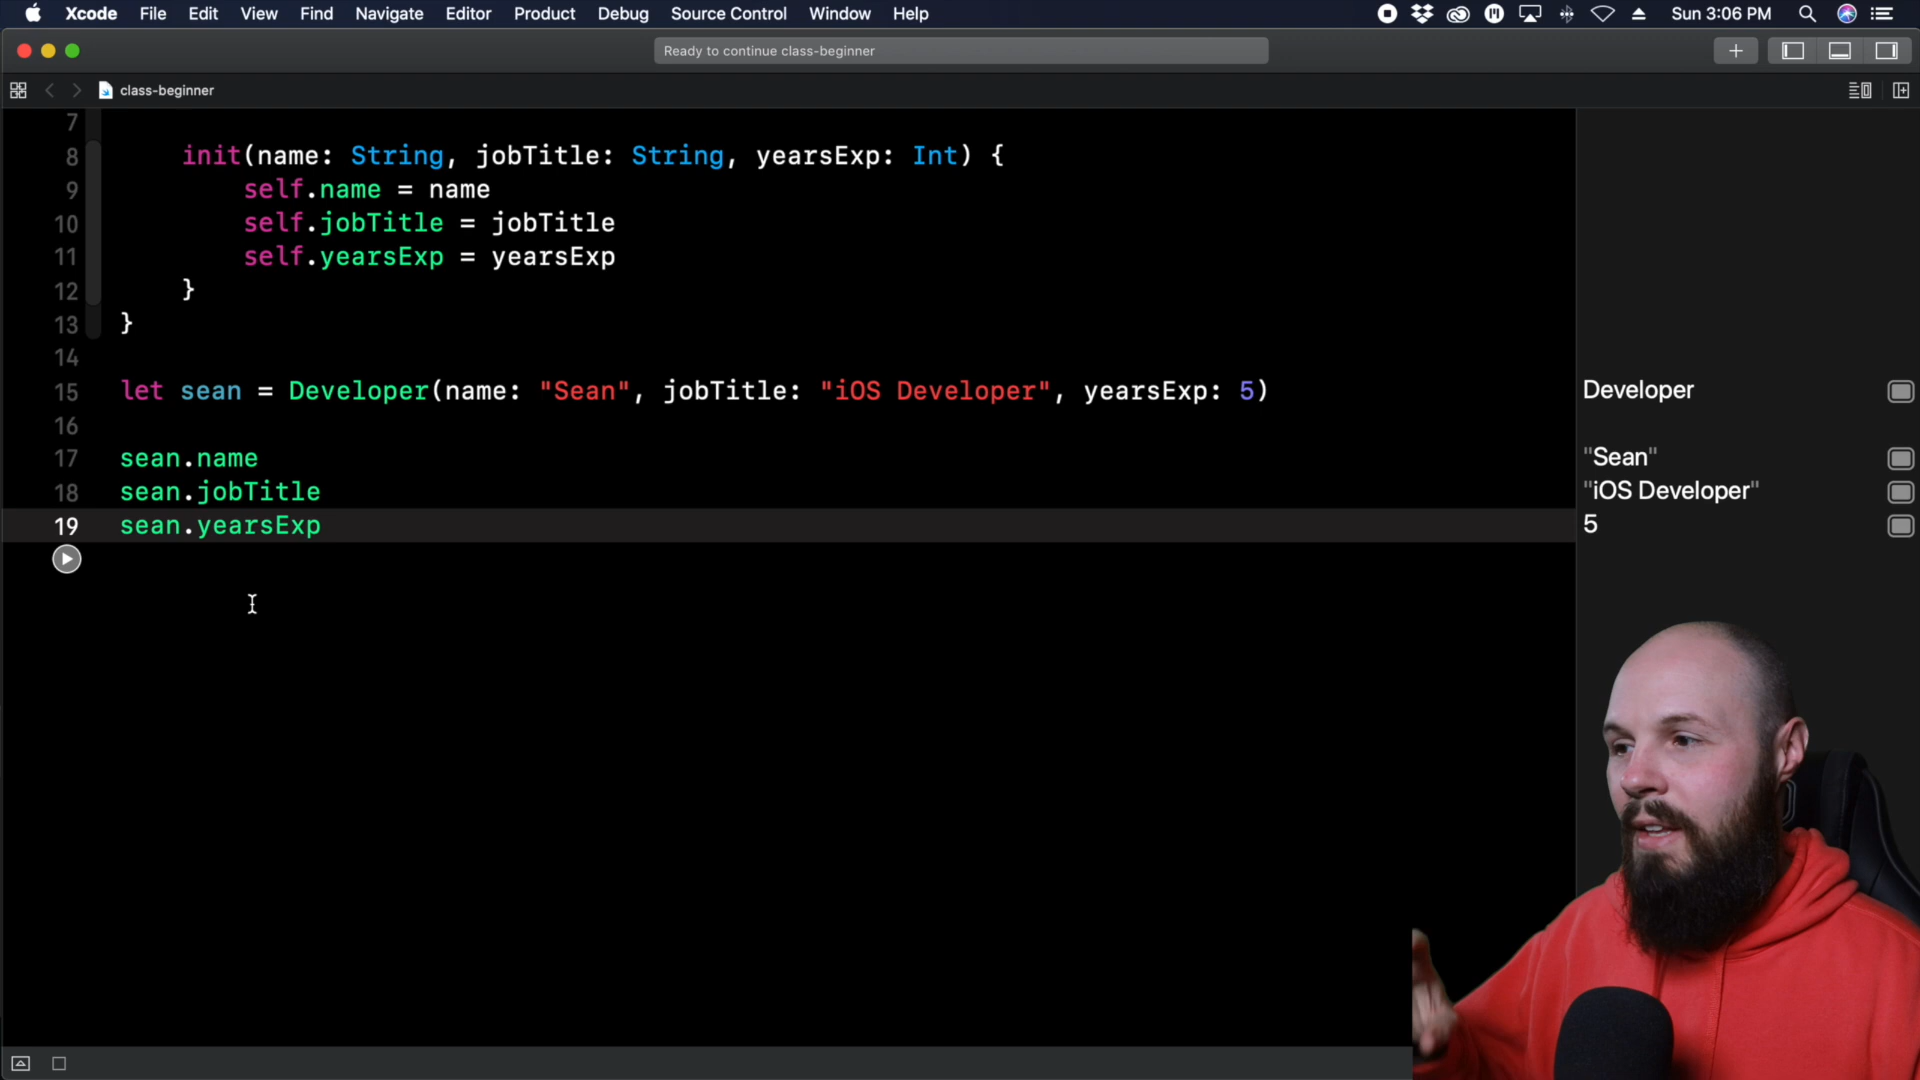 Xcode File Edit View Find Navigate Editor Product Debug Source Control Window Help Sun 3:06 PM
Ready to continue class-beginner
class-beginner
7
8 init(name: String, jobTitle: String, yearsExp: Int) {
9 self.name = name
10 self.jobTitle = jobTitle
11 self.yearsExp = yearsExp
12 }
13 }
14
15 let sean = Developer(name: "Sean", jobTitle: "iOS Developer", yearsExp: 5) Developer
16
17 sean.name "Sean"
18 sean.jobTitle "iOS Developer"
19 sean.yearsExp 5